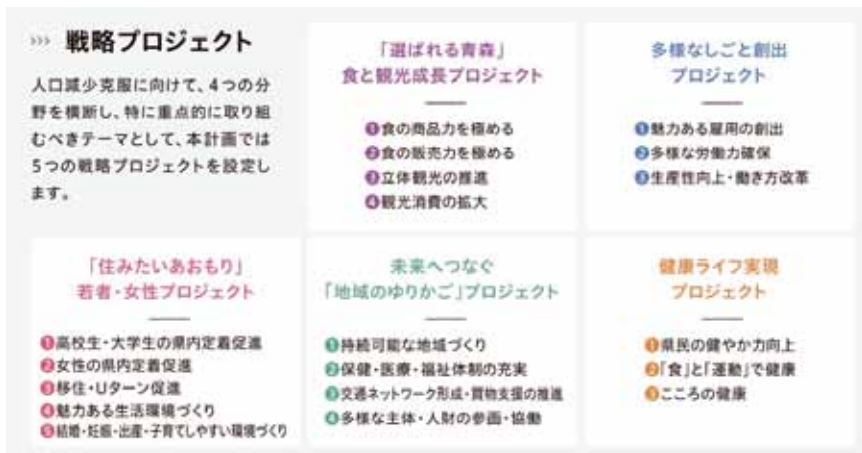 ››› 戦略プロジェクト
人口減少克服に向けて、4つの分
野を横断し、特に重点的に取り組
むべきテーマとして、本計画では
5つの戦略プロジェクトを設定し
ます。
「選ばれる青森」
食と観光成長プロジェクト
❶食の商品力を極める
❷食の販売力を極める
❸立体観光の推進
❹観光消費の拡大
多様なしごと創出
プロジェクト
❶魅力ある雇用の創出
❷多様な労働力確保
❸生産性向上・働き方改革
「住みたいあおもり」
若者・女性プロジェクト
❶高校生・大学生の県内定着促進
❷女性の県内定着促進
❸移住・Uターン促進
❹魅力ある生活環境づくり
❺結婚・妊娠・出産・子育てしやすい環境づくり
未来へつなぐ
「地域のゆりかご」プロジェクト
❶持続可能な地域づくり
❷保健・医療・福祉体制の充実
❸交通ネットワーク形成・買物支援の推進
❹多様な主体・人財の参画・協働
健康ライフ実現
プロジェクト
❶県民の健やか力向上
❷「食」と「運動」で健康
❸こころの健康